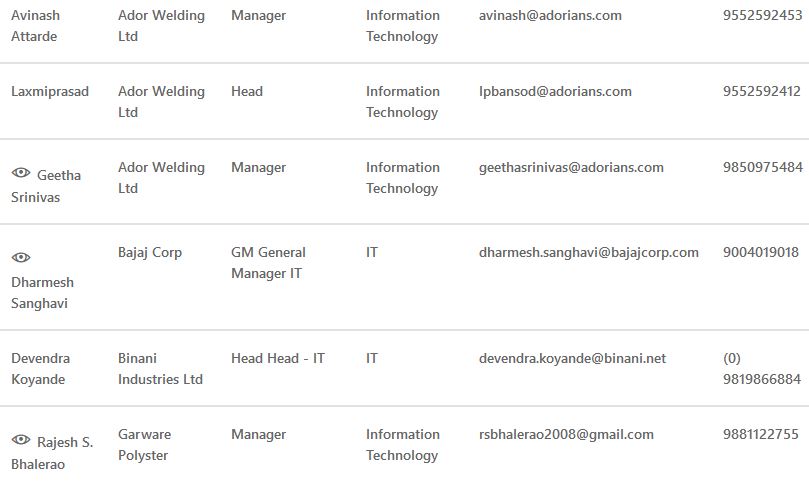 Avinash Attarde Ador Welding Ltd Manager Information Technology avinash@adorians.com 9552592453
Laxmiprasad Ador Welding Ltd Head Information Technology lpbansod@adorians.com 9552592412
Geetha Srinivas Ador Welding Ltd Manager Information Technology geethasrinivas@adorians.com 9850975484
Dharmesh Sanghavi Bajaj Corp GM General Manager IT IT dharmesh.sanghavi@bajajcorp.com 9004019018
Devendra Koyande Binani Industries Ltd Head Head - IT IT devendra.koyande@binani.net (0) 9819866884
Rajesh S. Bhalerao Garware Polyster Manager Information Technology rsbhalerao2008@gmail.com 9881122755